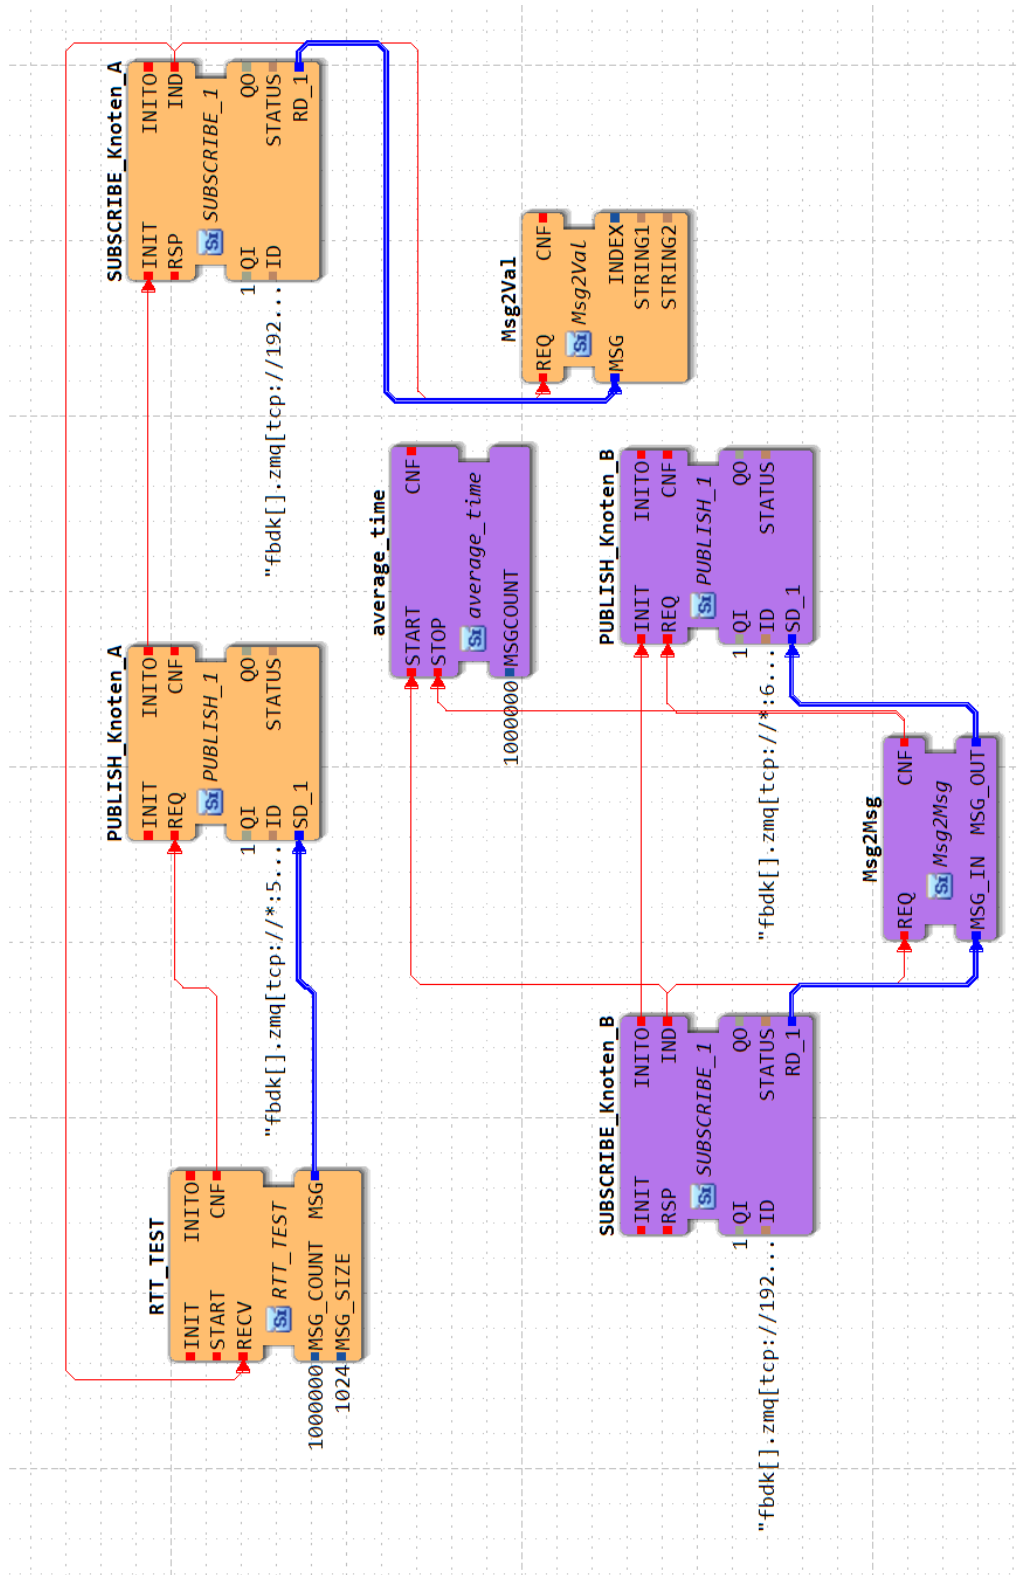 RTT_TEST
INIT
START
RECV
INITO
CNF
RTT_TEST
1000000
MSG_COUNT
MSG
1024
MSG_SIZE
PUBLISH_Knoten_A
INIT
REQ
INITO
CNF
PUBLISH_1
1
QI
QO
"fbdk[].zmq[tcp://*:5...
ID
STATUS
SD_1
SUBSCRIBE_Knoten_A
INIT
RSP
INITO
IND
SUBSCRIBE_1
1
QI
QO
"fbdk[].zmq[tcp://192...
ID
STATUS
RD_1
average_time
START
STOP
CNF
average_time
1000000
MSGCOUNT
Msg2Val
REQ
CNF
Msg2Val
MSG
INDEX
STRING1
STRING2
SUBSCRIBE_Knoten_B
INIT
RSP
INITO
IND
SUBSCRIBE_1
1
QI
QO
"fbdk[].zmq[tcp://192...
ID
STATUS
RD_1
PUBLISH_Knoten_B
INIT
REQ
INITO
CNF
PUBLISH_1
1
QI
QO
"fbdk[].zmq[tcp://*:6...
ID
STATUS
SD_1
Msg2Msg
REQ
CNF
Msg2Msg
MSG_IN
MSG_OUT